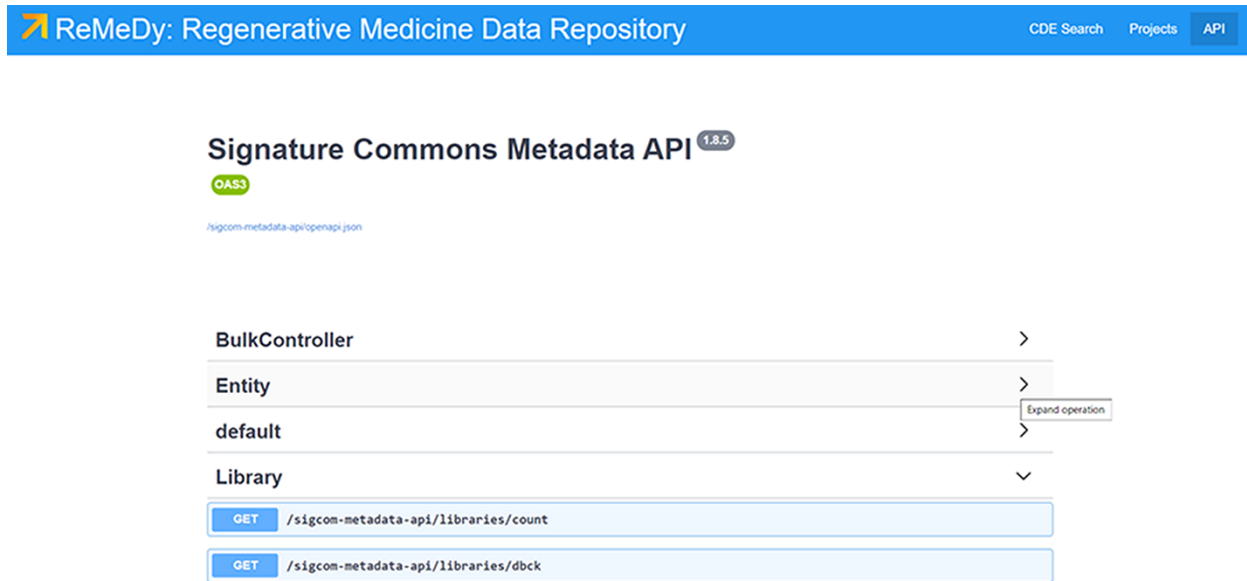 ReMeDy: Regenerative Medicine Data Repository CDE Search Projects API
Signature Commons Metadata API 1.8.5
OAS3
/sigcom-metadata-api/openapi.json
BulkController
Entity
Expand operation
default
Library
GET /sigcom-metadata-api/libraries/count
GET /sigcom-metadata-api/libraries/dbck